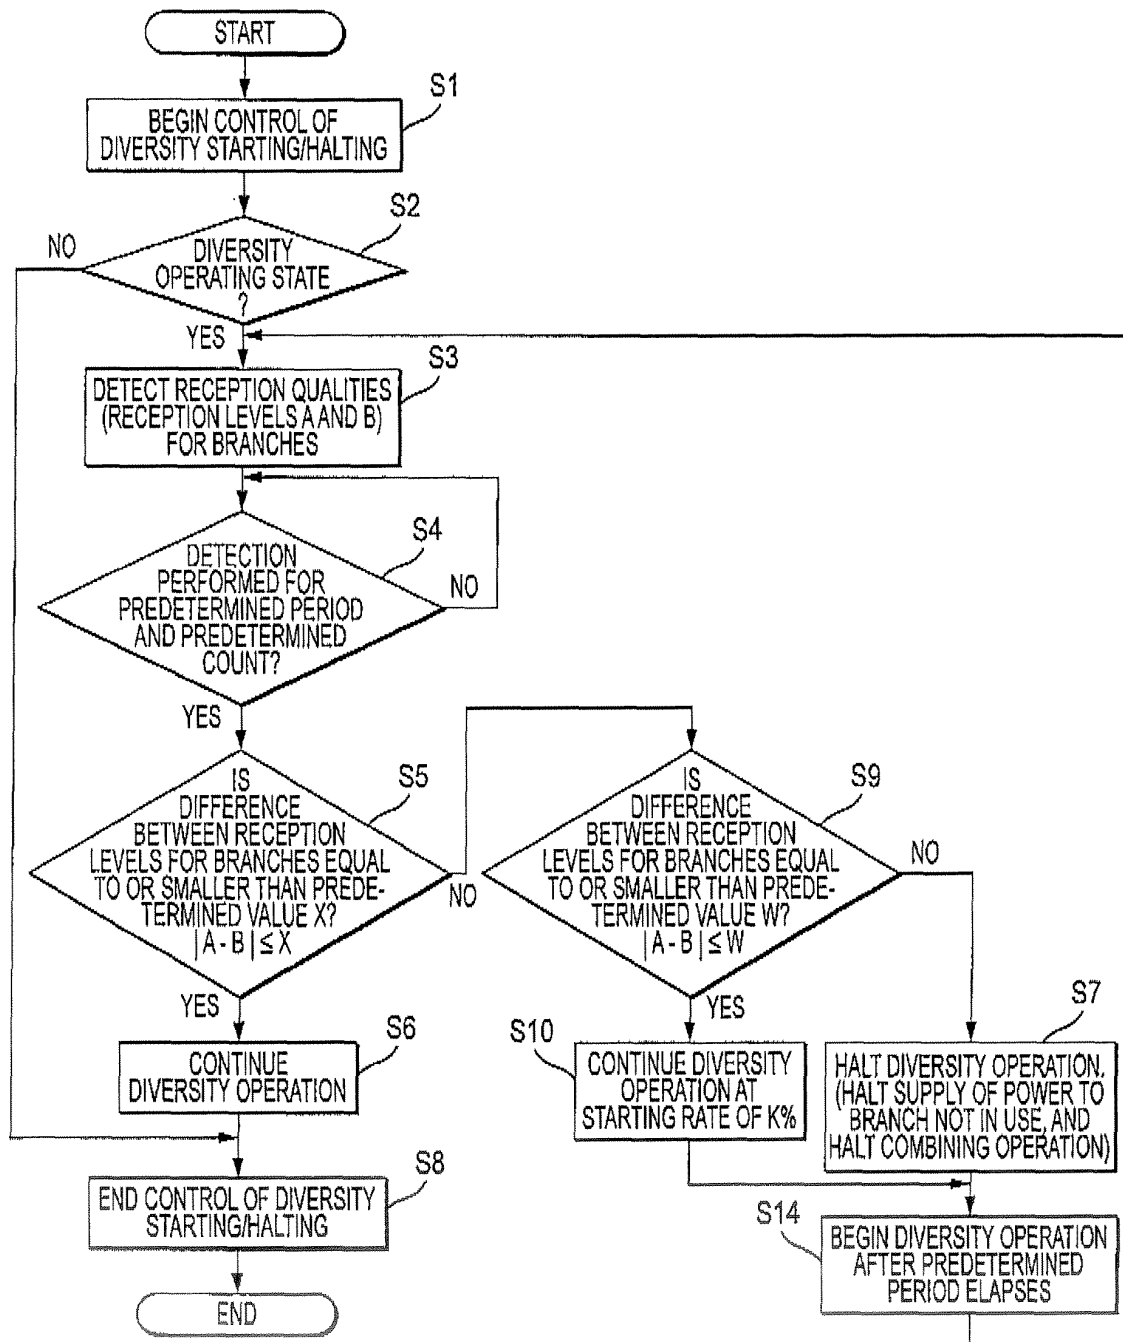 START
S1
BEGIN CONTROL OF
DIVERSITY STARTING/HALTING
S2
NO
DIVERSITY
OPERATING STATE
?
YES
S3
DETECT RECEPTION QUALITIES
(RECEPTION LEVELS A AND B)
FOR BRANCHES
S4
DETECTION
PERFORMED FOR
PREDETERMINED PERIOD
AND PREDETERMINED
COUNT?
NO
YES
S5
IS
DIFFERENCE
BETWEEN RECEPTION
LEVELS FOR BRANCHES EQUAL
TO OR SMALLER THAN PREDE-
TERMINED VALUE X?
|A - B| ≤ X
NO
YES
S9
IS
DIFFERENCE
BETWEEN RECEPTION
LEVELS FOR BRANCHES EQUAL
TO OR SMALLER THAN PREDE-
TERMINED VALUE W?
|A - B| ≤ W
NO
YES
S6
CONTINUE
DIVERSITY OPERATION
S10
CONTINUE DIVERSITY
OPERATION AT
STARTING RATE OF K%
S7
HALT DIVERSITY OPERATION.
(HALT SUPPLY OF POWER TO
BRANCH NOT IN USE, AND
HALT COMBINING OPERATION)
S8
END CONTROL OF DIVERSITY
STARTING/HALTING
S14
BEGIN DIVERSITY OPERATION
AFTER PREDETERMINED
PERIOD ELAPSES
END